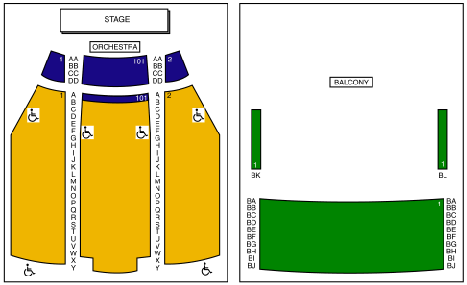 STAGE
ORCHESTRA
1 AA 101 AA 2
BB BB
CC CC
DD DD
1 A 101 A 2
B B
C C
D D
E E
F F
G G
H H
I I
J J
K K
L L
M M
N N
O O
P P
Q Q
R R
S S
T T
U U
V V
W W
X K
Y Y
BALCONY
1 1
BK BJ
BA 1 BA
BB BB
BC BC
BD BD
BE BE
BF BF
BG BG
BH BH
BI BI
BJ BJ